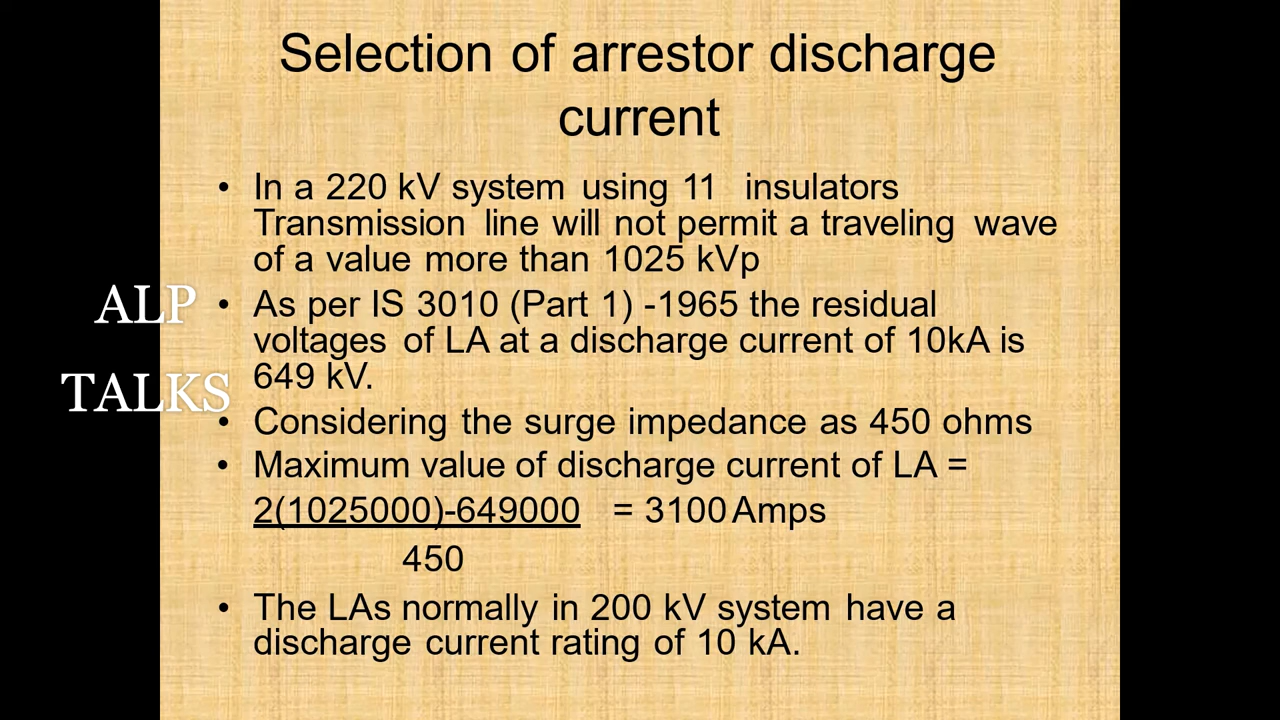 Selection of arrestor discharge
current
• In a 220 kV system using 11 insulators
Transmission line will not permit a traveling wave
of a value more than 1025 kVp
ALP
TALKS
• As per IS 3010 (Part 1) -1965 the residual
voltages of LA at a discharge current of 10kA is
649 kV.
• Considering the surge impedance as 450 ohms
• Maximum value of discharge current of LA =
2(1025000)-649000 = 3100 Amps
450
• The LAs normally in 200 kV system have a
discharge current rating of 10 kA.